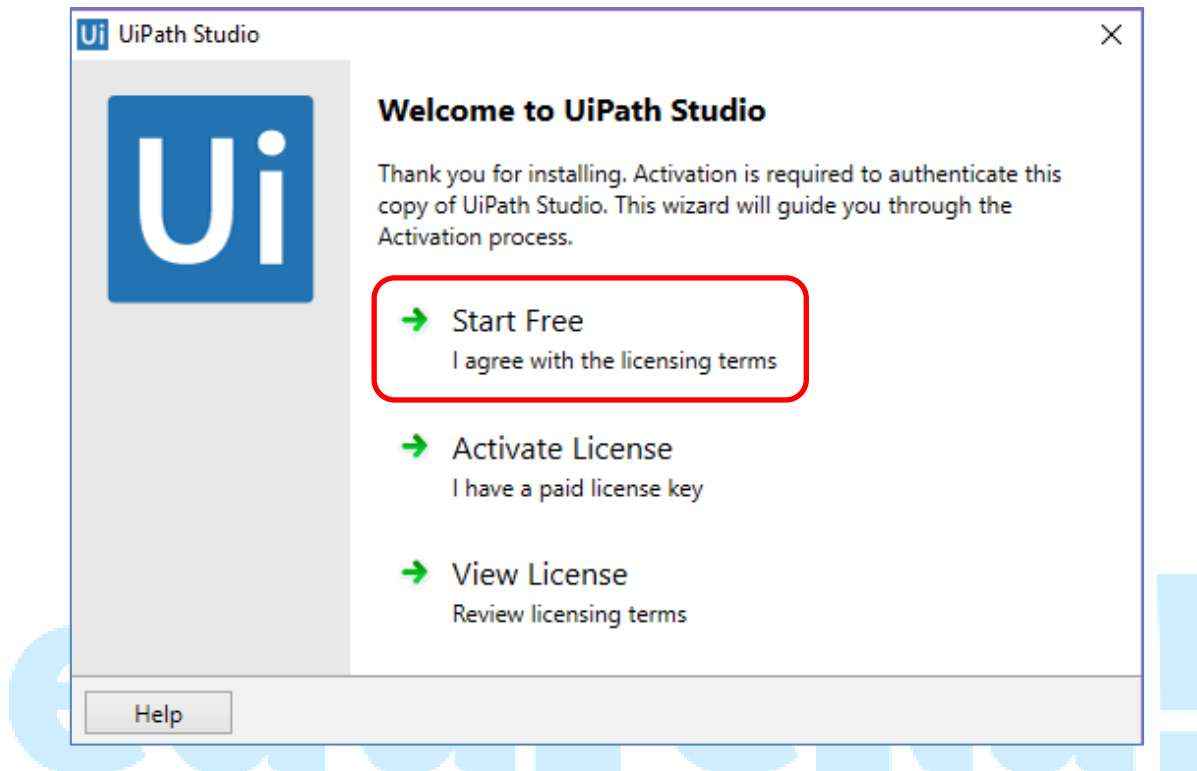 Ui UiPath Studio
Ui
Welcome to UiPath Studio
Thank you for installing. Activation is required to authenticate this
copy of UiPath Studio. This wizard will guide you through the
Activation process.
Start Free
I agree with the licensing terms
Activate License
I have a paid license key
View License
Review licensing terms
Help